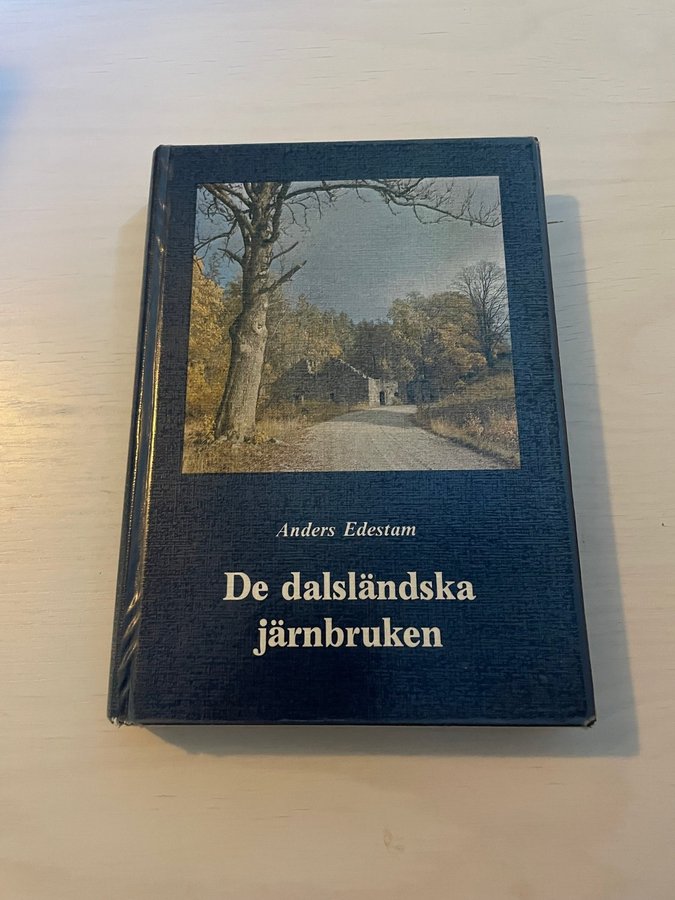 Anders Edestam
De dalsländska
järnbruken